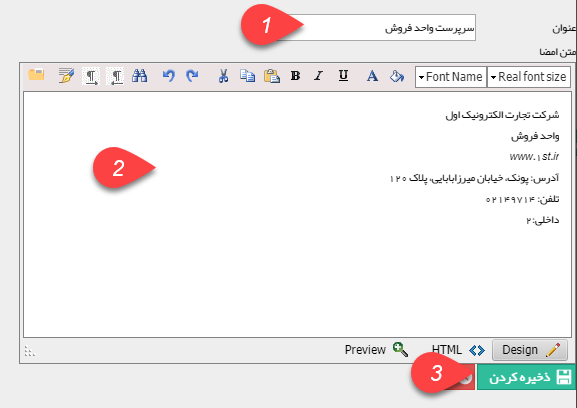 عنوان
سرپرست واحد فروش
1
متن امضا
B I U A Font Name Real font size
شرکت تجارت الکترونیک اول
واحد فروش
www.1st.ir
آدرس: پونک، خیابان میرزابابایی، پلاک ۱۲۰
تلفن: ۰۲۱۴۹۷۱۴
داخلی:۲
2
Preview HTML Design
3
ذخیره کردن